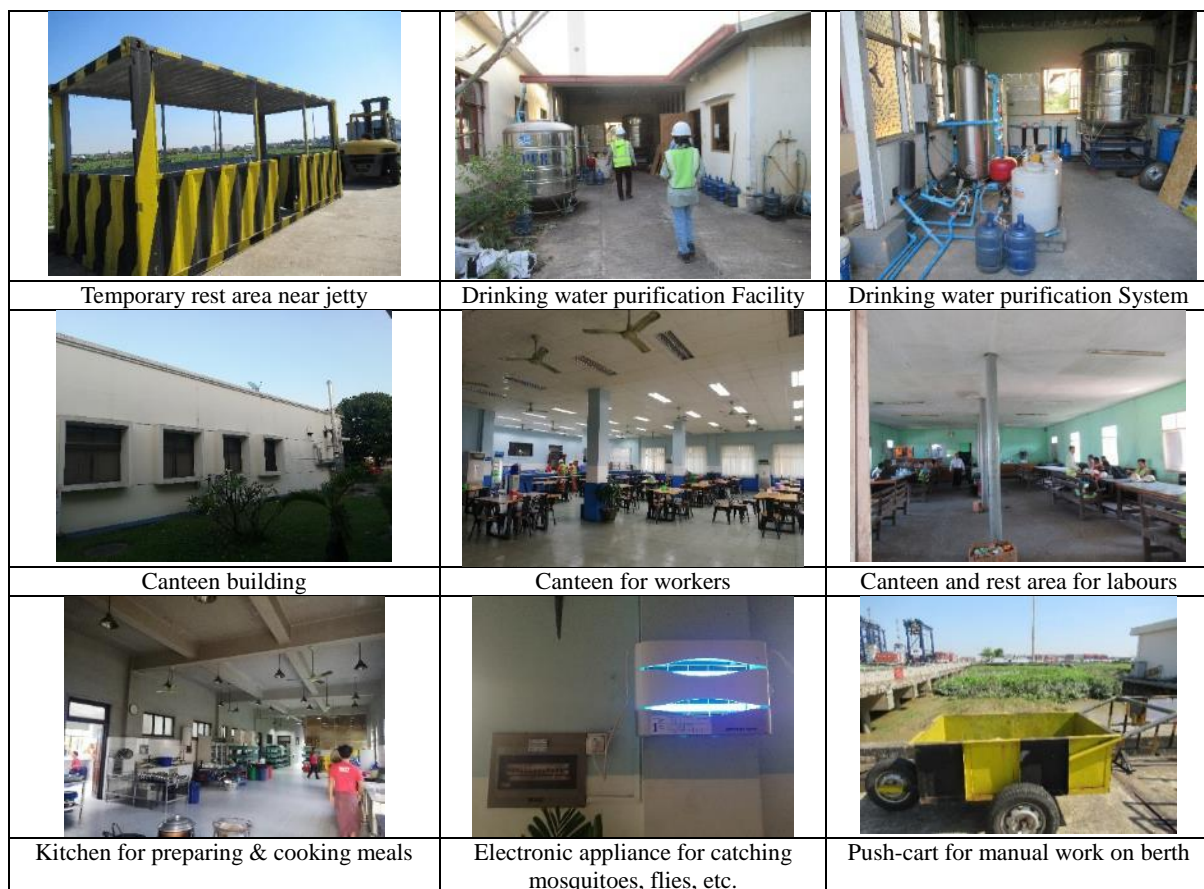 Temporary rest area near jetty
Drinking water purification Facility
Drinking water purification System
Canteen building
Canteen for workers
Canteen and rest area for labours
Kitchen for preparing & cooking meals
Electronic appliance for catching
mosquitoes, flies, etc.
Push-cart for manual work on berth